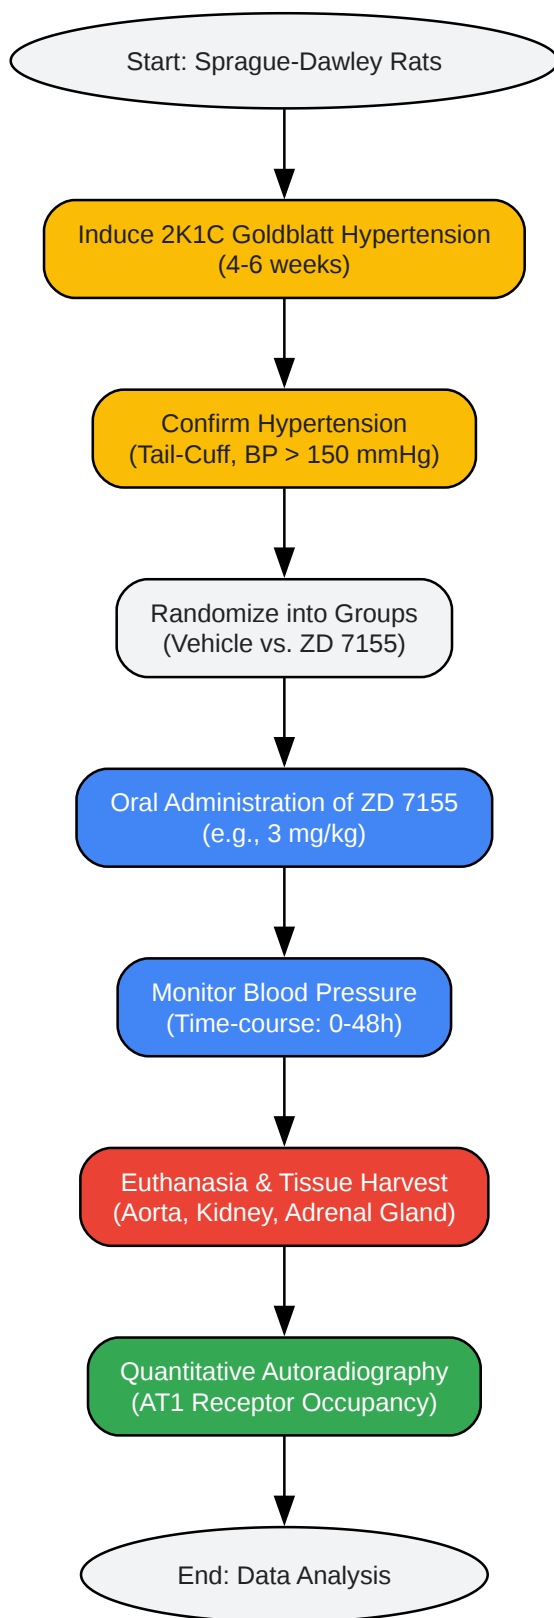 Start: Sprague-Dawley Rats
Induce 2K1C Goldblatt Hypertension
(4-6 weeks)
Confirm Hypertension
(Tail-Cuff, BP > 150 mmHg)
Randomize into Groups
(Vehicle vs. ZD 7155)
Oral Administration of ZD 7155
(e.g., 3 mg/kg)
Monitor Blood Pressure
(Time-course: 0-48h)
Euthanasia & Tissue Harvest
(Aorta, Kidney, Adrenal Gland)
Quantitative Autoradiography
(AT1 Receptor Occupancy)
End: Data Analysis